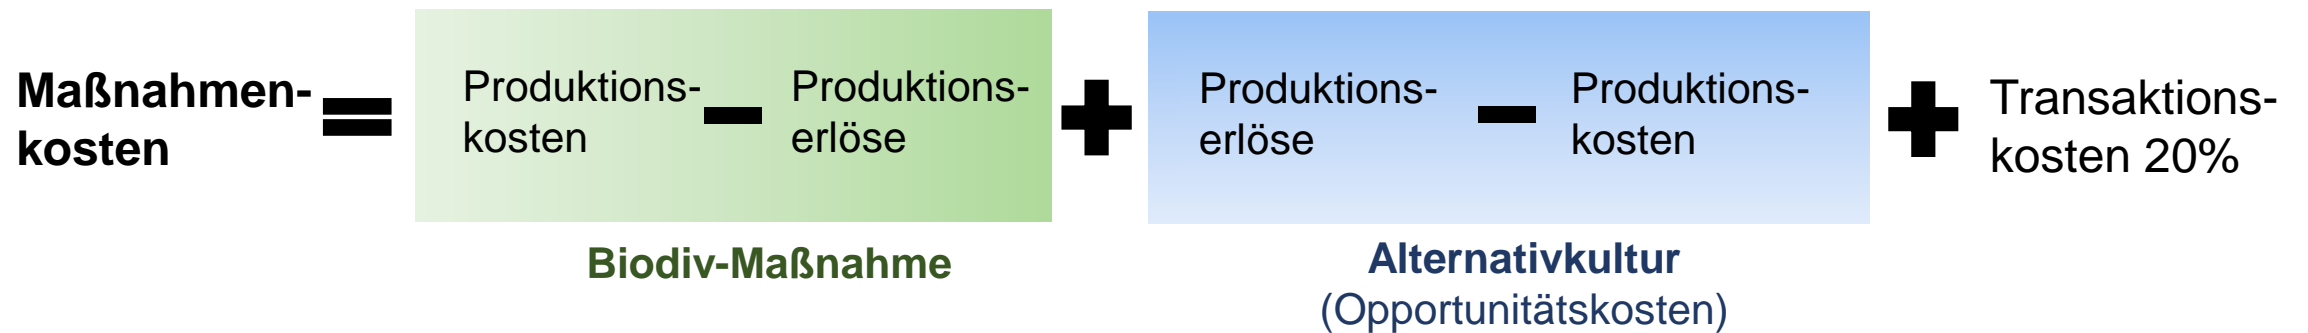 Maßnahmen-
kosten
=
Produktions-
kosten
-
Produktions-
erlöse
+
Produktions-
erlöse
-
Produktions-
kosten
+
Transaktions-
kosten 20%
Biodiv-Maßnahme
Alternativkultur
(Opportunitätskosten)